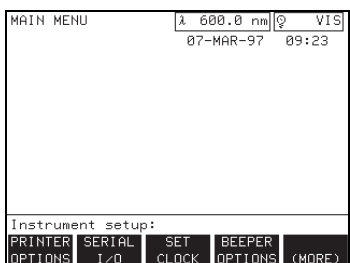 MAIN MENU λ 600.0 nm VIS
07-MAR-97 09:23
Instrument setup:
PRINTER SERIAL SET BEEPER
OPTIONS I/O CLOCK OPTIONS (MORE)